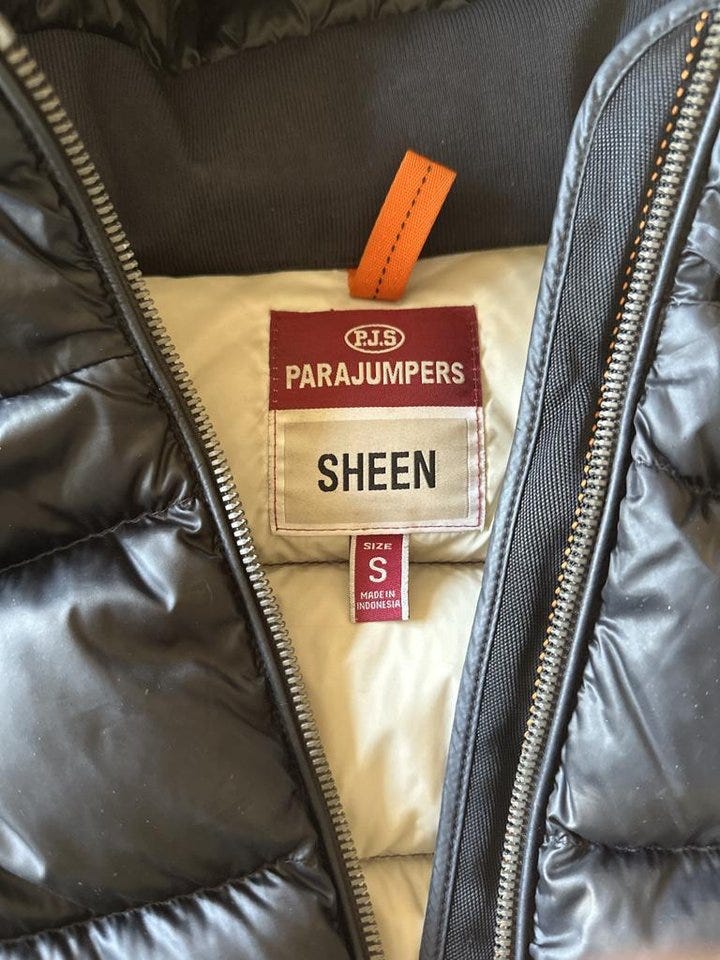 P.J.S
PARAJUMPERS
SHEEN
SIZE
S
MADE IN
INDONESIA